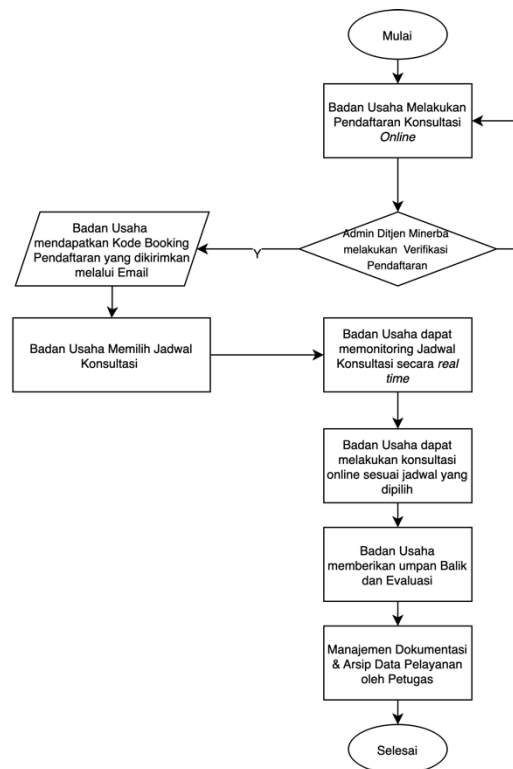 Mulai
Badan Usaha Melakukan
Pendaftaran Konsultasi
Online
Admin Ditjen Minerba
melakukan Verifikasi
Pendaftaran
Y
Badan Usaha
mendapatkan Kode Booking
Pendaftaran yang dikirimkan
melalui Email
Badan Usaha Memilih Jadwal
Konsultasi
Badan Usaha dapat
memonitoring Jadwal
Konsultasi secara real
time
Badan Usaha dapat
melakukan konsultasi
online sesuai jadwal yang
dipilih
Badan Usaha
memberikan umpan Balik
dan Evaluasi
Manajemen Dokumentasi
& Arsip Data Pelayanan
oleh Petugas
Selesai